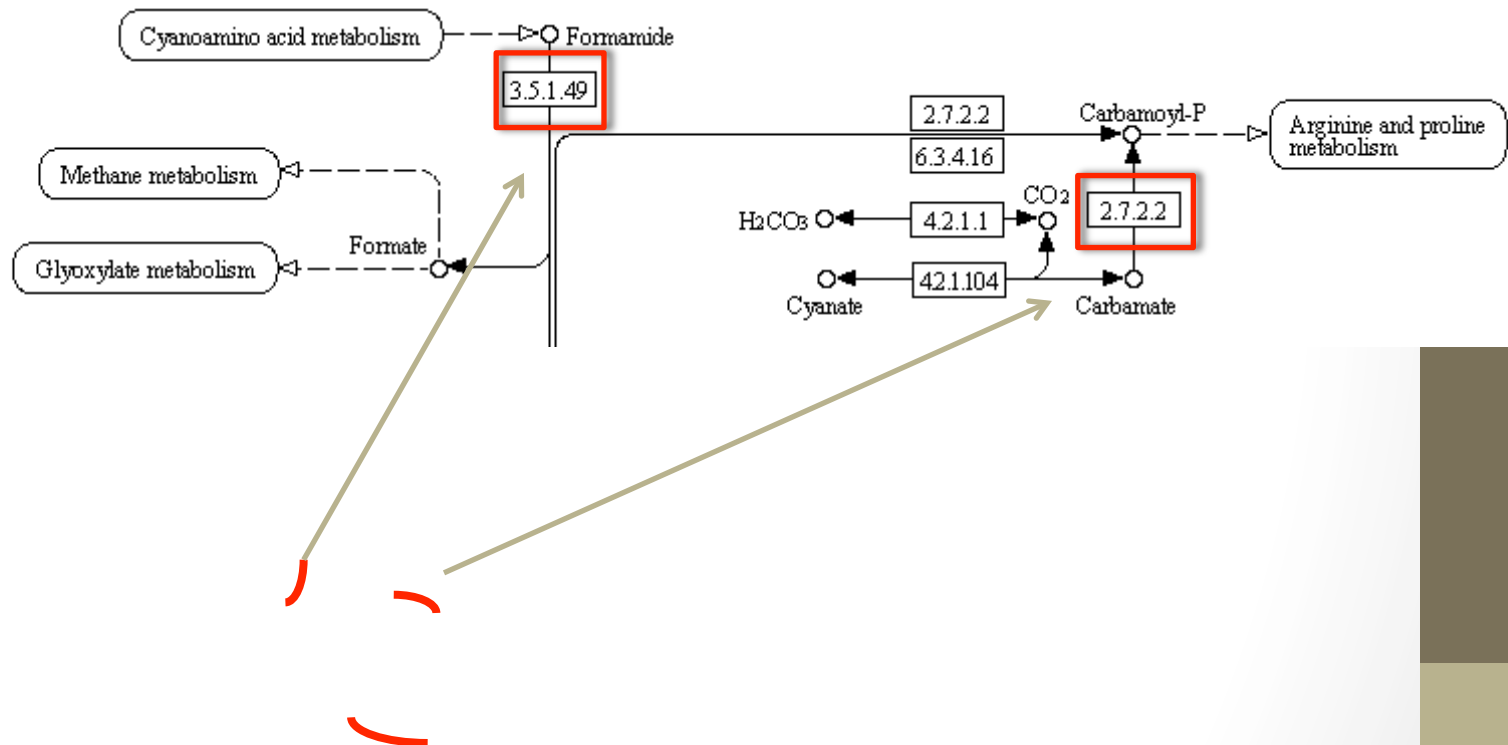 Cyanoamino acid metabolism
Formamide
3.5.1.49
2.7.2.2
Carbamoyl-P
Arginine and proline
metabolism
6.3.4.16
Methane metabolism
CO2
2.7.2.2
H2CO3
4.2.1.1
Formate
Glyoxylate metabolism
4.2.1.104
Cyanate
Carbamate